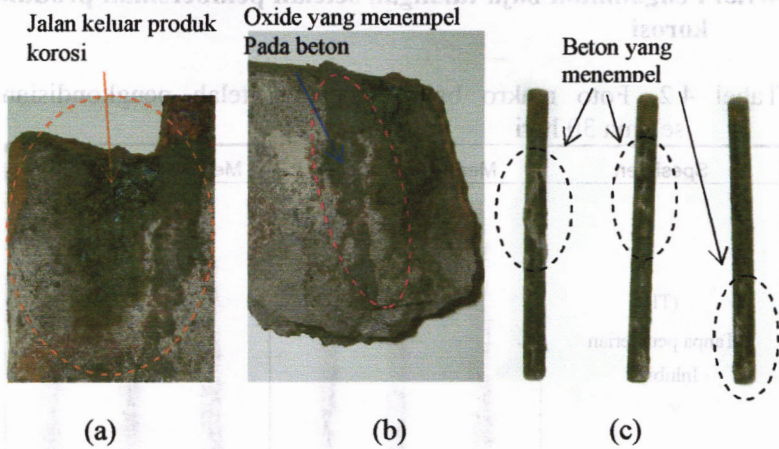 Jalan keluar produk
korosi
Oxide yang menempel
Pada beton
Beton yang
menempel
(a)
(b)
(c)